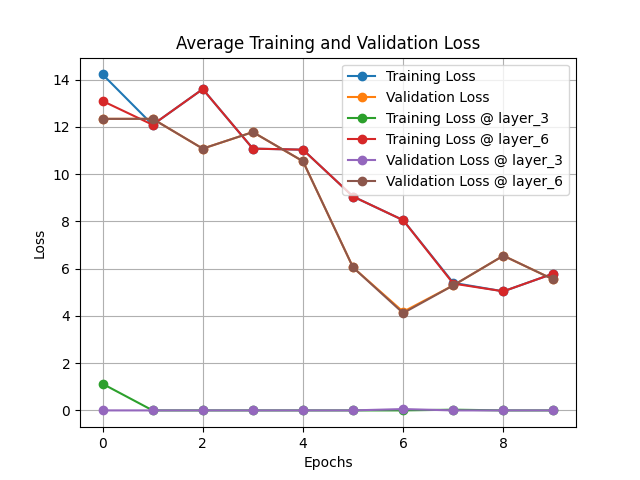 Average Training and Validation Loss
Training Loss
Validation Loss
Training Loss @ layer_3
Training Loss @ layer_6
Validation Loss @ layer_3
Validation Loss @ layer_6
Loss
14
12
10
8
6
4
2
0
0 2 4 6 8
Epochs